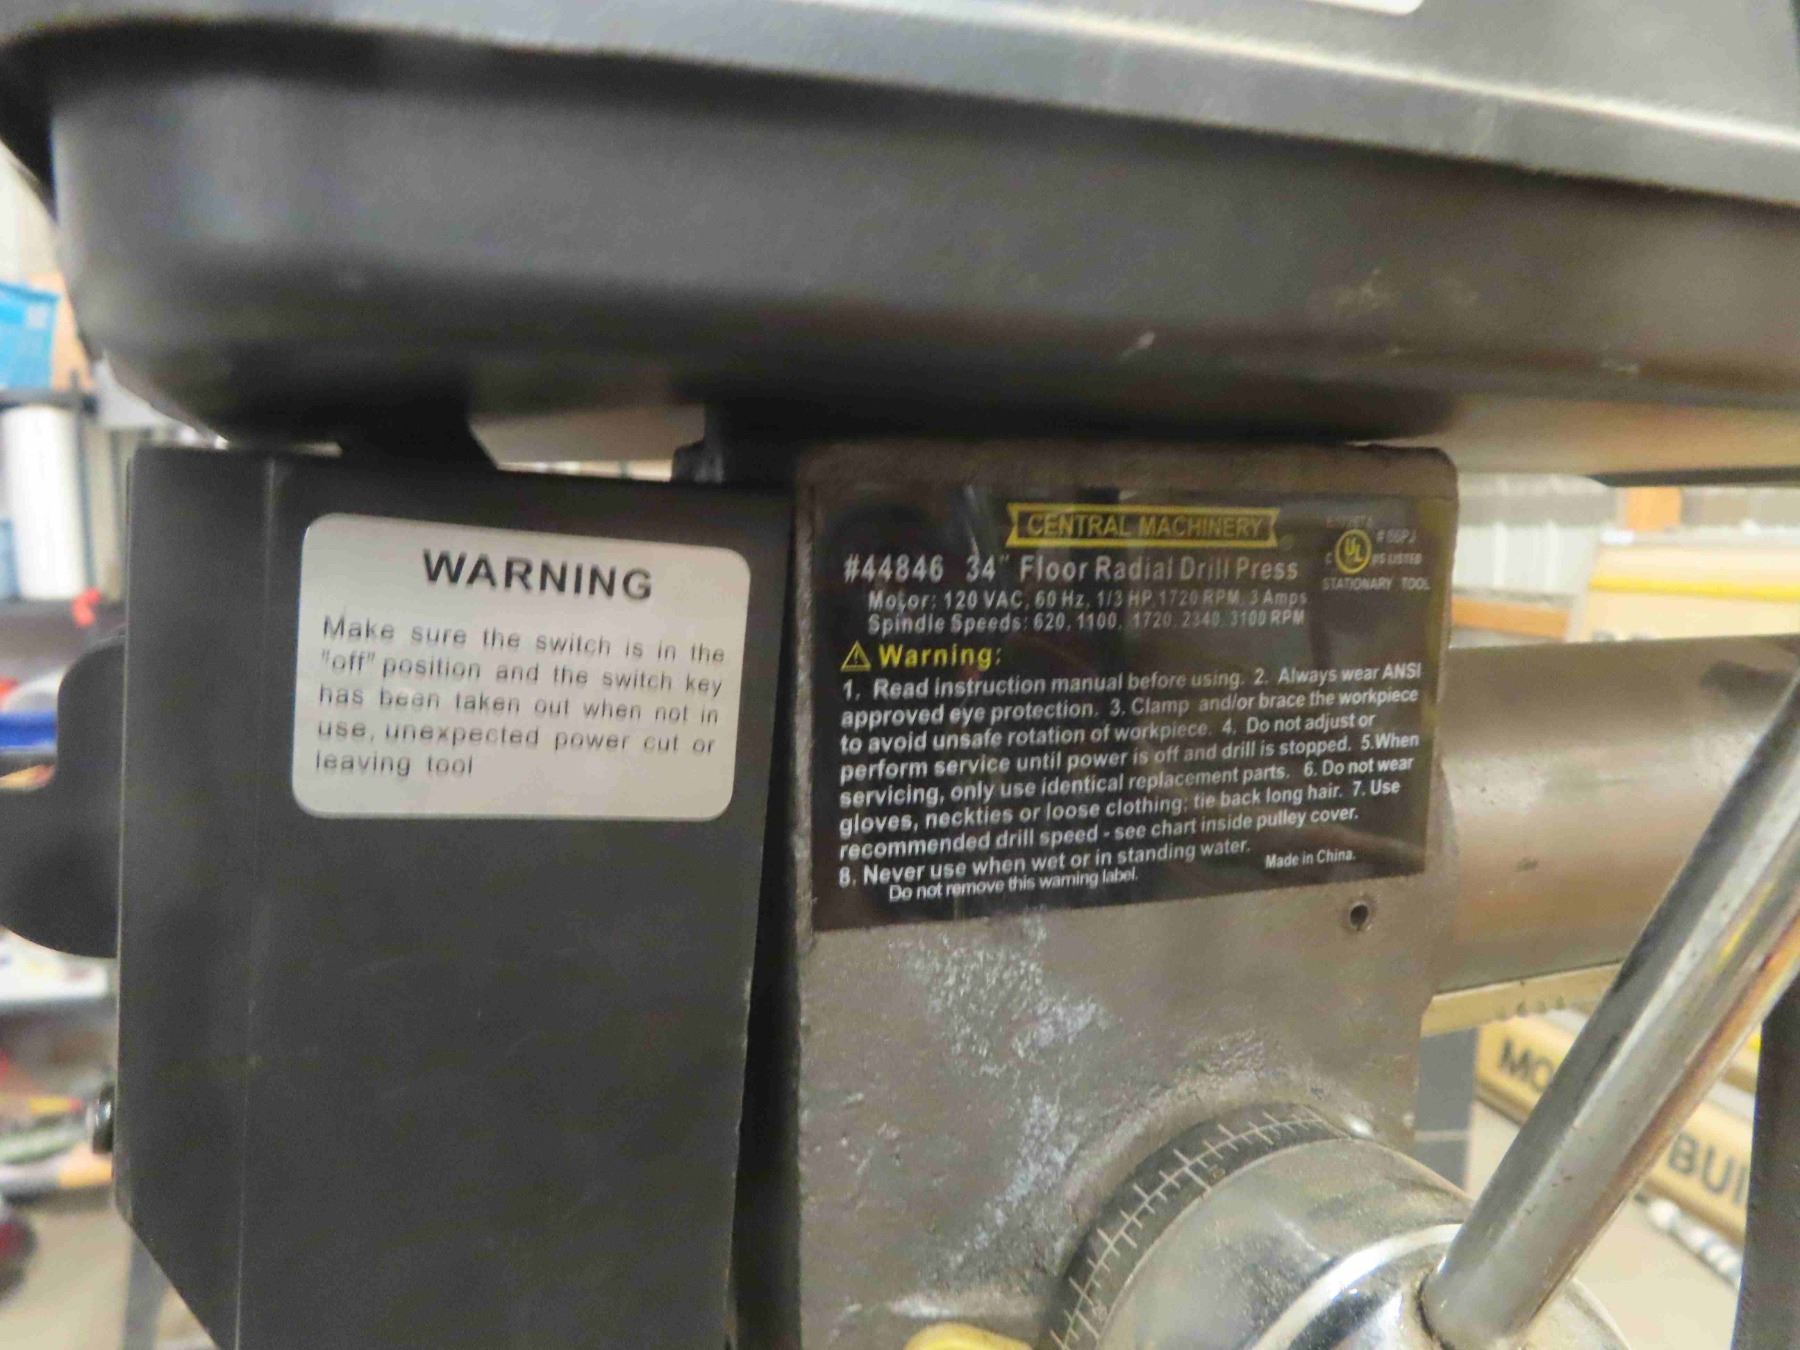 WARNING
Make sure the switch is in the
"off" position and the switch key
has been taken out when not in
use, unexpected power cut or
leaving tool
CENTRAL MACHINERY
#44846 34" Floor Radial Drill Press
Motor: 120 VAC, 60 Hz, 1/3 HP, 1720 RPM, 3 Amps
Spindle Speeds: 620, 1100, 1720, 2340, 3100 RPM
C UL US LISTED
STATIONARY TOOL
Warning:
1. Read instruction manual before using. 2. Always wear ANSI
approved eye protection. 3. Clamp and/or brace the workpiece
to avoid unsafe rotation of workpiece. 4. Do not adjust or
perform service until power is off and drill is stopped. 5.When
servicing, only use identical replacement parts. 6. Do not wear
gloves, neckties or loose clothing; tie back long hair. 7. Use
recommended drill speed - see chart inside pulley cover.
8. Never use when wet or in standing water.
Made in China.
Do not remove this warning label.